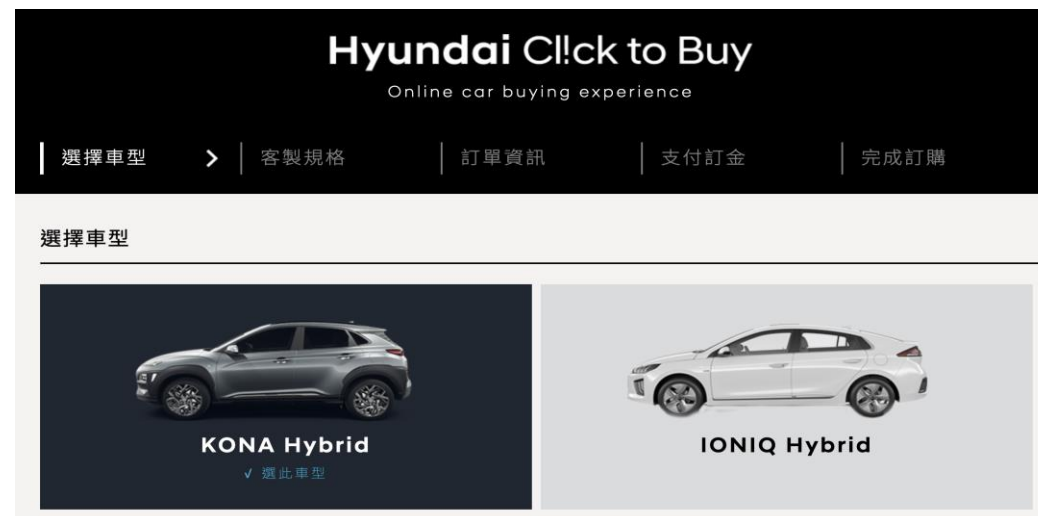 Hyundai Cl!ck to Buy
Online car buying experience
選擇車型 > 客製規格 訂單資訊 支付訂金 完成訂購
選擇車型
KONA Hybrid
✓ 選此車型
IONIQ Hybrid